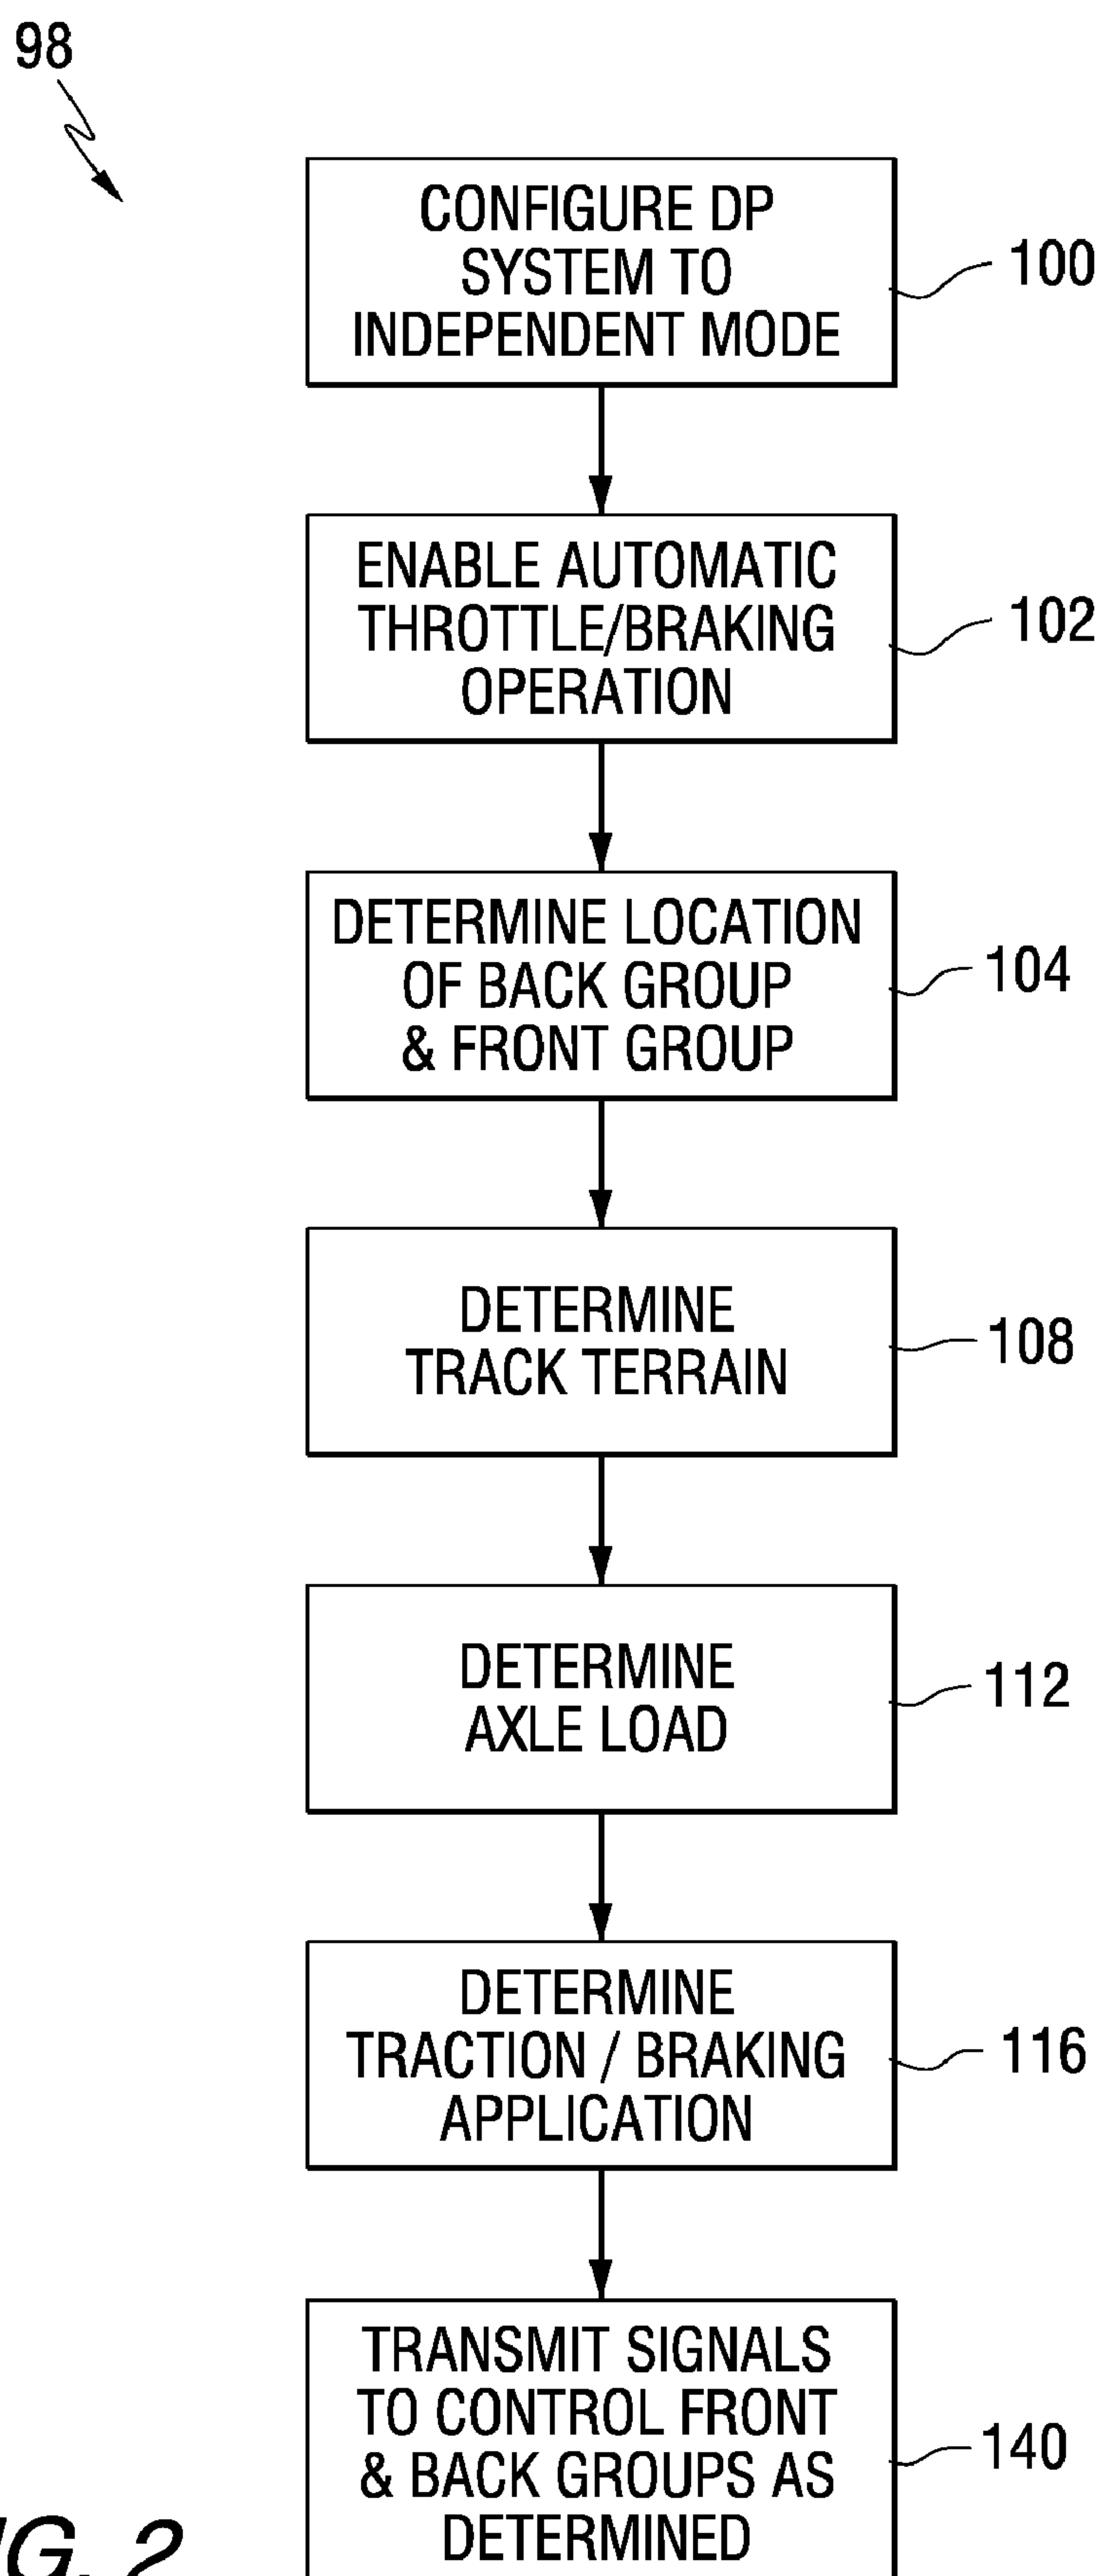 98
CONFIGURE DP
SYSTEM TO
INDEPENDENT MODE
100
ENABLE AUTOMATIC
THROTTLE/BRAKING
OPERATION
102
DETERMINE LOCATION
OF BACK GROUP
& FRONT GROUP
104
DETERMINE
TRACK TERRAIN
108
DETERMINE
AXLE LOAD
112
DETERMINE
TRACTION / BRAKING
APPLICATION
116
TRANSMIT SIGNALS
TO CONTROL FRONT
& BACK GROUPS AS
DETERMINED
140
2